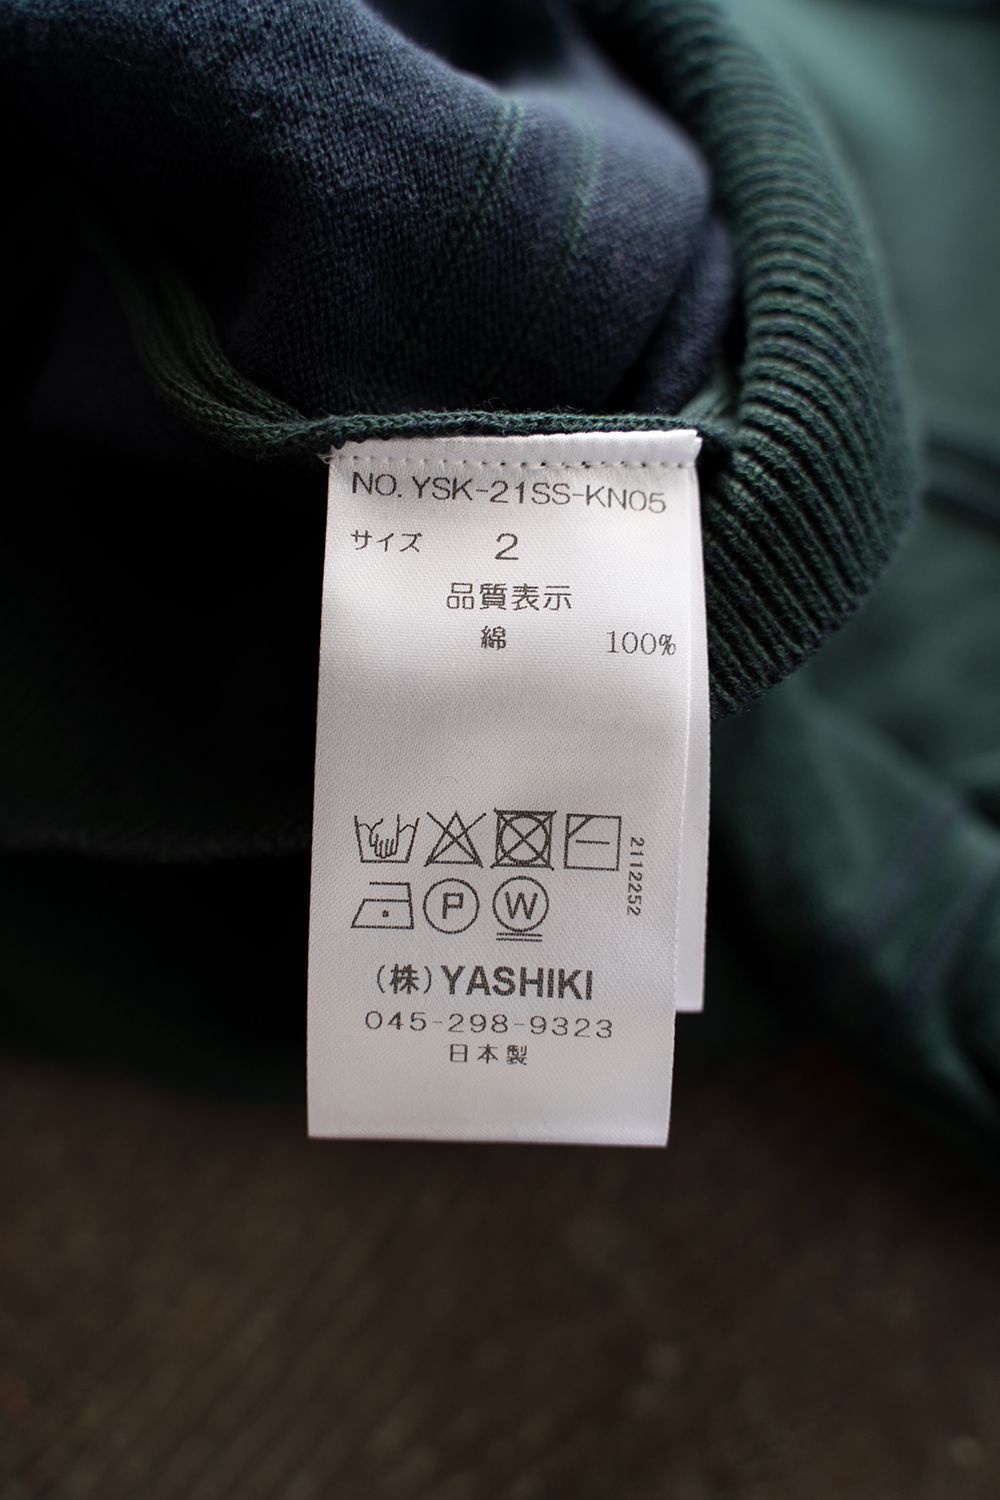 NO. YSK-21SS-KN05
サイズ 2
品質表示
綿 100%
2112252
P W
(株) YASHIKI
045-298-9323
日本製